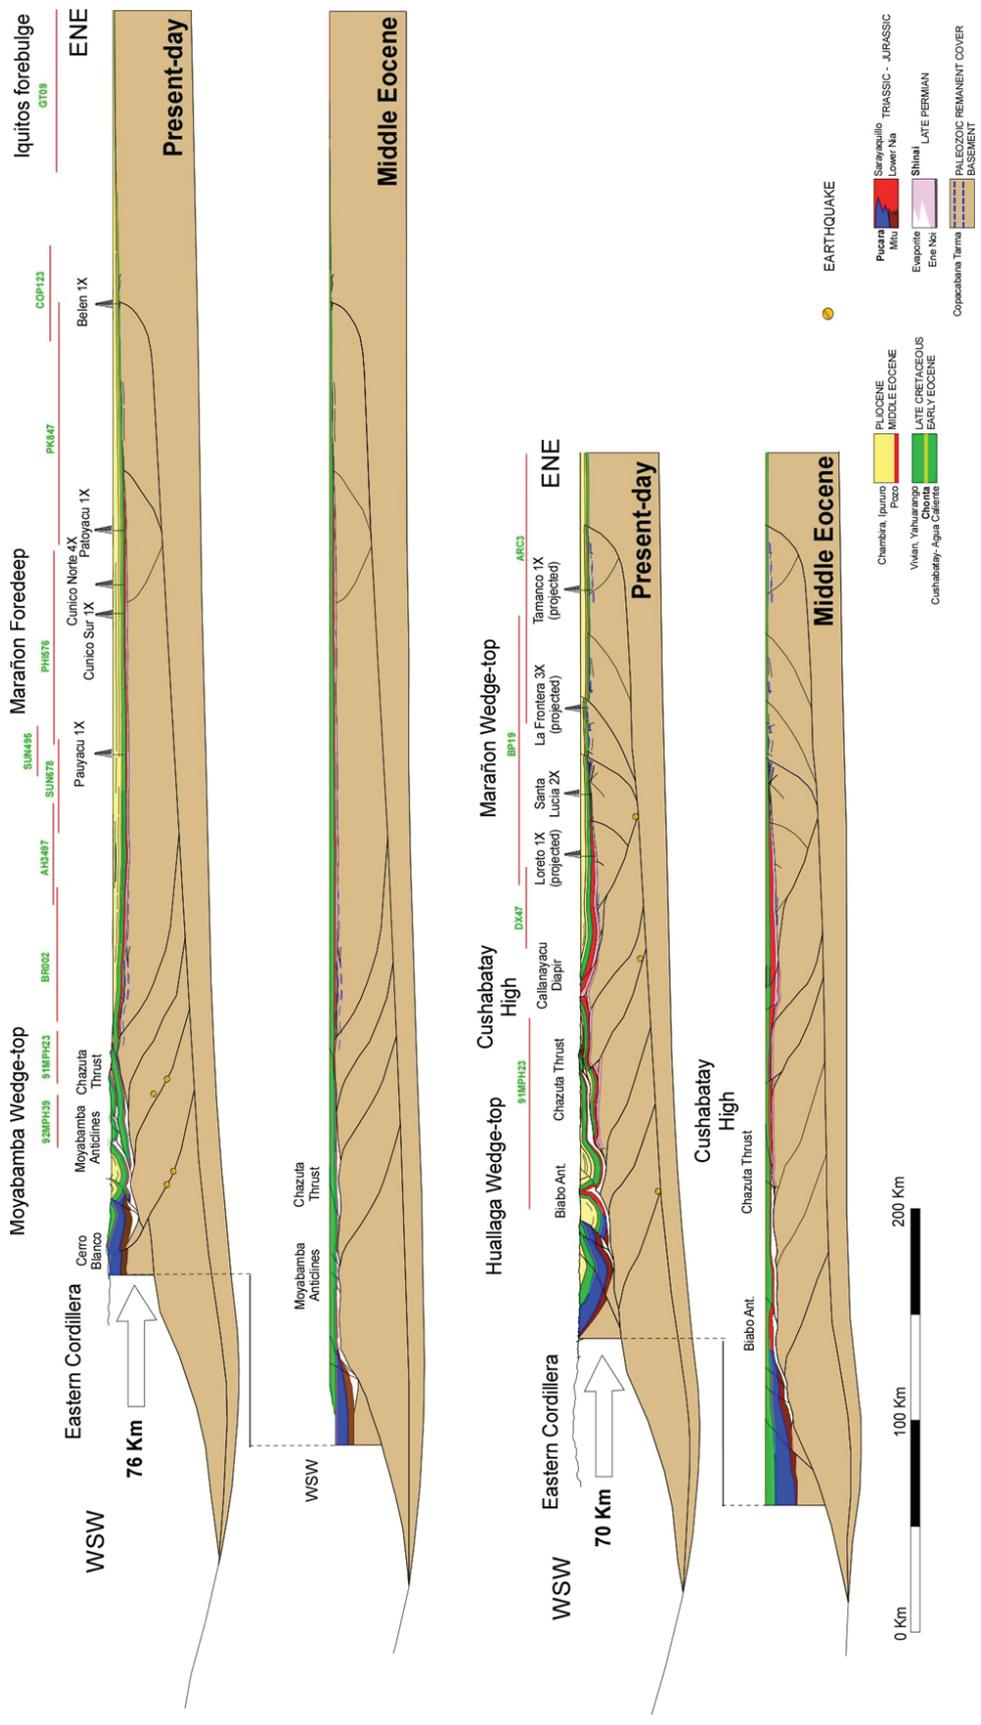 Iquitos forebulge
GT09
ENE
Present-day
COP123
Belen 1X
PK847
Patoyacu 1X
Cunico Norte 4X
Marañon Foredeep
PHI576
Cunico Sur 1X
SUN495
SUN678
Pauyacu 1X
AH3497
BR002
Moyabamba Wedge-top
91MPH23
Chazuta
Thrust
92MPH39
Moyabamba
Anticlines
Cerro
Blanco
Eastern Cordillera
76 Km
WSW
Middle Eocene
Chazuta
Thrust
Moyabamba
Anticlines
WSW
ENE
Present-day
ARC3
Tamanco 1X
(projected)
Marañon Wedge-top
La Frontera 3X
(projected)
BP19
Santa
Lucia 2X
Loreto 1X
(projected)
DX47
Cushabatay
High
Callanayacu
Diapir
91MPH23
Chazuta Thrust
Huallaga Wedge-top
Biabo Ant.
Eastern Cordillera
70 Km
WSW
Middle Eocene
Cushabatay
High
Chazuta Thrust
Biabo Ant.
0 Km
100 Km
200 Km
Chambira, Ipururo
Pozo
PLIOCENE
MIDDLE EOCENE
Vivian, Yahuarango
Chonta
Cushabatay- Agua Caliente
LATE CRETACEOUS
EARLY EOCENE
EARTHQUAKE
Pucara
Mitu
Sarayaquillo
Lower Nia
TRIASSIC - JURASSIC
Evaporite
Ene Noi
Shinai
LATE PERMIAN
Copacabana Tarma
PALEOZOIC REMANENT COVER
BASEMENT